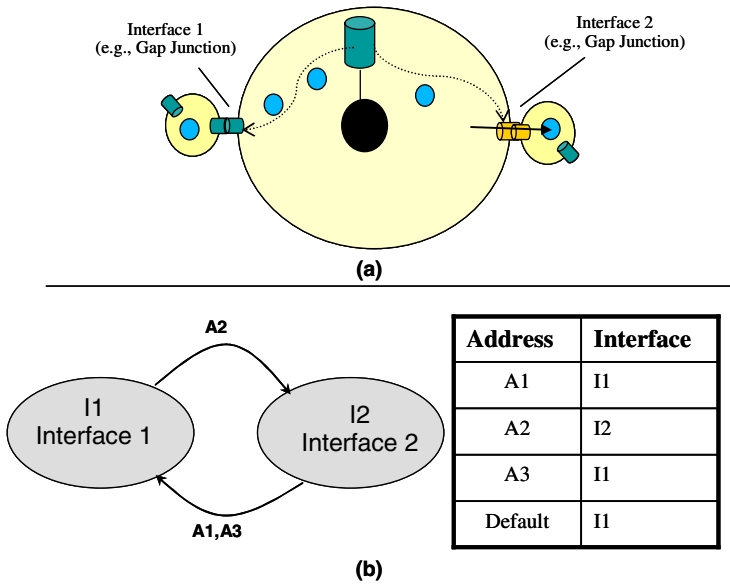 Interface 1
(e.g., Gap Junction)
Interface 2
(e.g., Gap Junction)
(a)
A2
I1
Interface 1
I2
Interface 2
A1,A3
Address Interface
A1 I1
A2 I2
A3 I1
Default I1
(b)